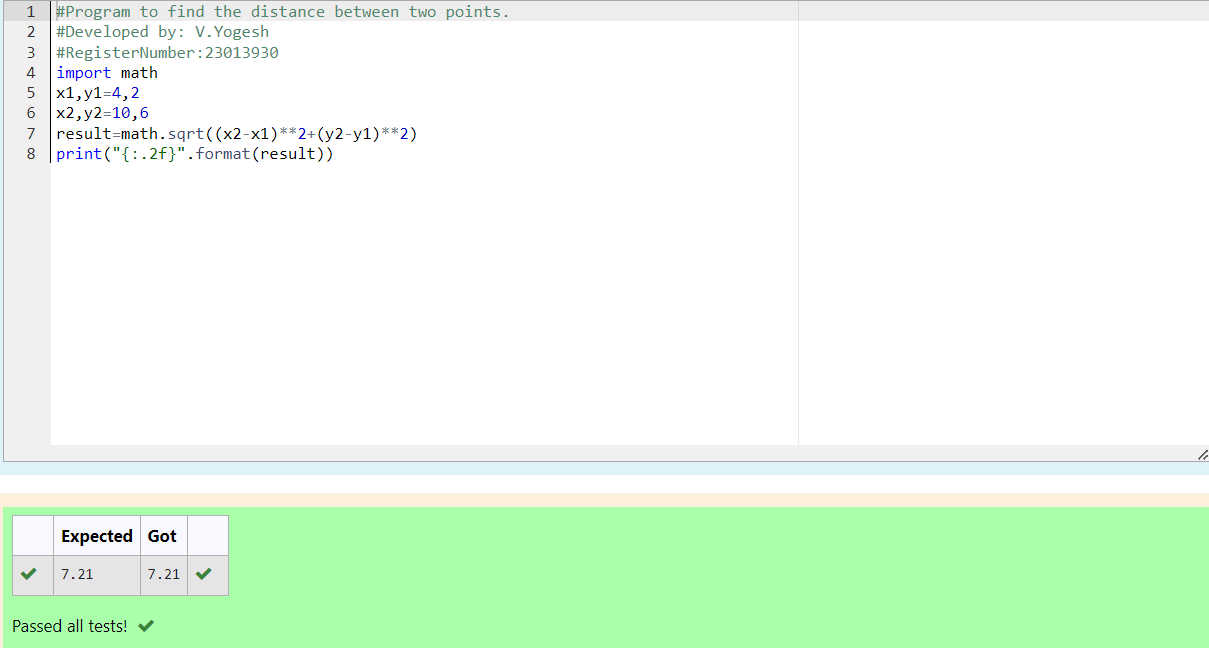 1 #Program to find the distance between two points.
2 #Developed by: V.Yogesh
3 #RegisterNumber:23013930
4 import math
5 x1,y1=4,2
6 x2,y2=10,6
7 result=math.sqrt((x2-x1)**2+(y2-y1)**2)
8 print("{:.2f}".format(result))
Expected Got
7.21 7.21
Passed all tests!